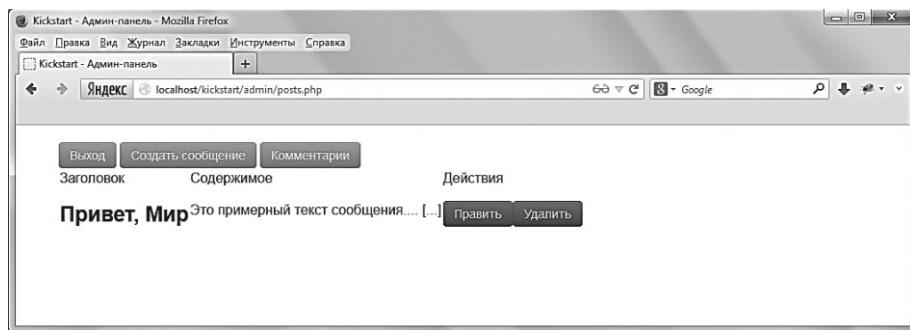 Kickstart - Админ-панель - Mozilla Firefox
Файл Правка Вид Журнал Закладки Инструменты Справка
Kickstart - Админ-панель +
Яндекс localhost/kickstart/admin/posts.php Google
Выход Создать сообщение Комментарии
Заголовок Содержимое Действия
Привет, Мир Это примерный текст сообщения.... [...] Править Удалить